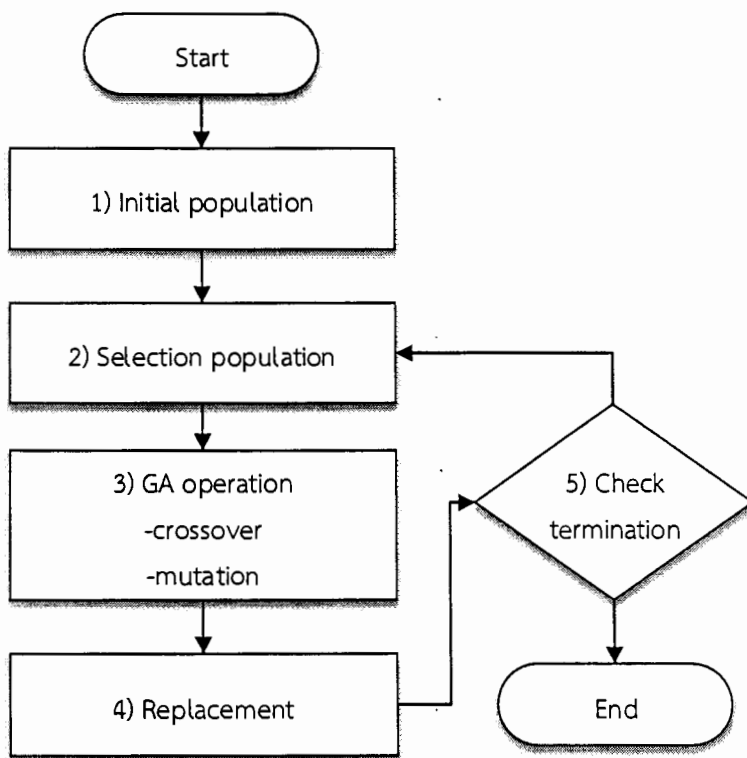 Start
1) Initial population
2) Selection population
3) GA operation
-crossover
-mutation
4) Replacement
5) Check
termination
End